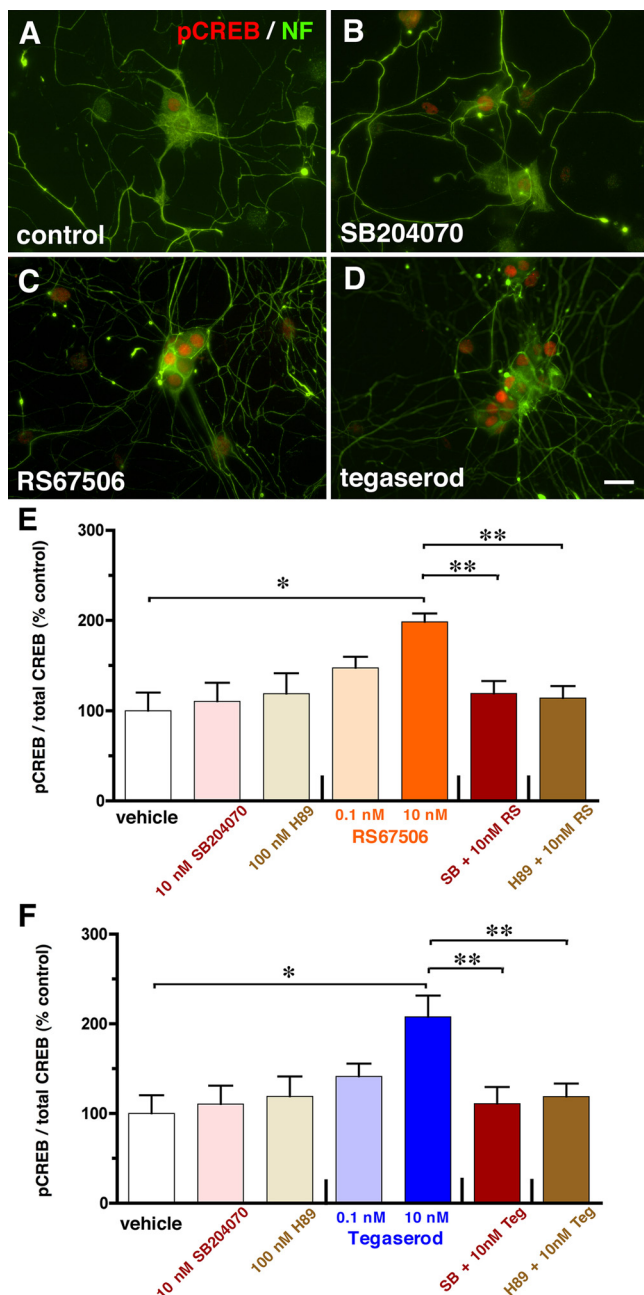 A
pCREB / NF
control
B
SB204070
C
RS67506
D
tegaserod
E
pCREB / total CREB (% control)
300
200
100
0
*
**
**
vehicle
10 nM SB204070
100 nM H89
0.1 nM
10 nM
RS67506
SB + 10nM RS
H89 + 10nM RS
F
pCREB / total CREB (% control)
300
200
100
0
*
**
**
vehicle
10 nM SB204070
100 nM H89
0.1 nM
10 nM
Tegaserod
SB + 10nM Teg
H89 + 10nM Teg